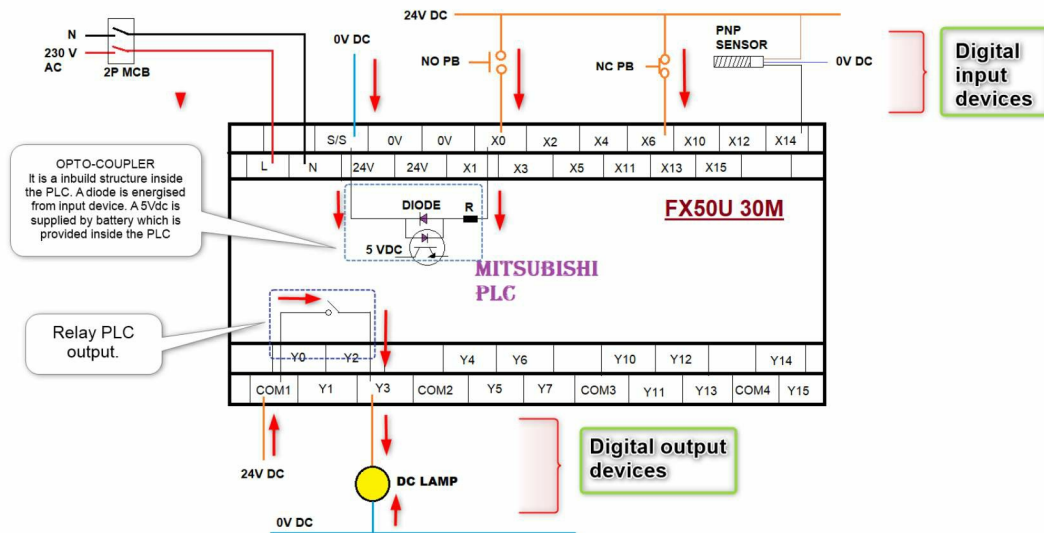 24V DC
N
230 V
AC
2P MCB
0V DC
NO PB
NC PB
PNP
SENSOR
0V DC
Digital
input
devices
S/S 0V 0V X0 X2 X4 X6 X10 X12 X14
L N 24V 24V X1 X3 X5 X11 X13 X15
OPTO-COUPLER
It is a inbuild structure inside
the PLC. A diode is energised
from input device. A 5Vdc is
supplied by battery which is
provided inside the PLC
DIODE R
5 VDC
FX50U 30M
MITSUBISHI
PLC
Relay PLC
output.
Y0 Y2 Y4 Y6 Y10 Y12 Y14
COM1 Y1 Y3 COM2 Y5 Y7 COM3 Y11 Y13 COM4 Y15
24V DC
DC LAMP
0V DC
Digital output
devices